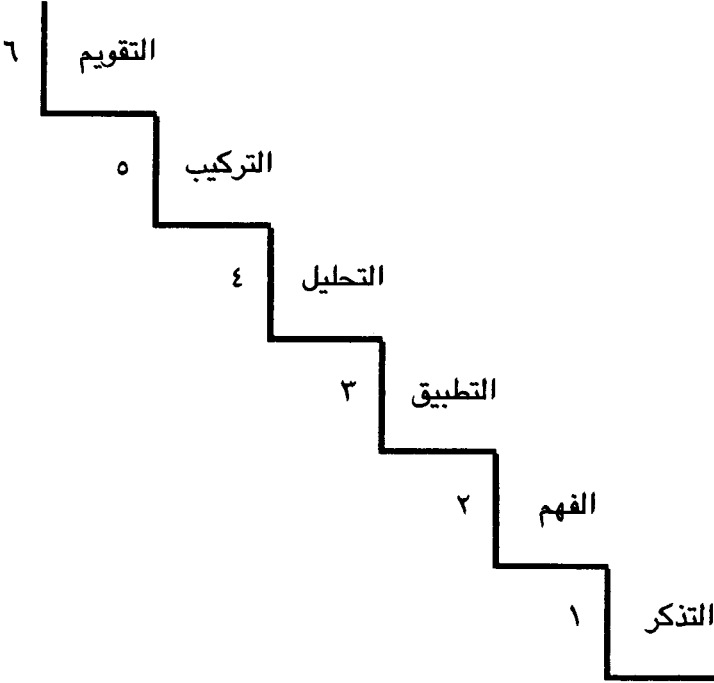 التقويم ٦
التركيب ٥
التحليل ٤
التطبيق ٣
الفهم ٢
التذكر ١